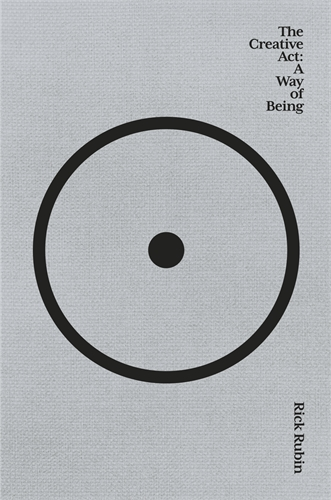 The
Creative
Act:
A
Way
of
Being
Rick Rubin